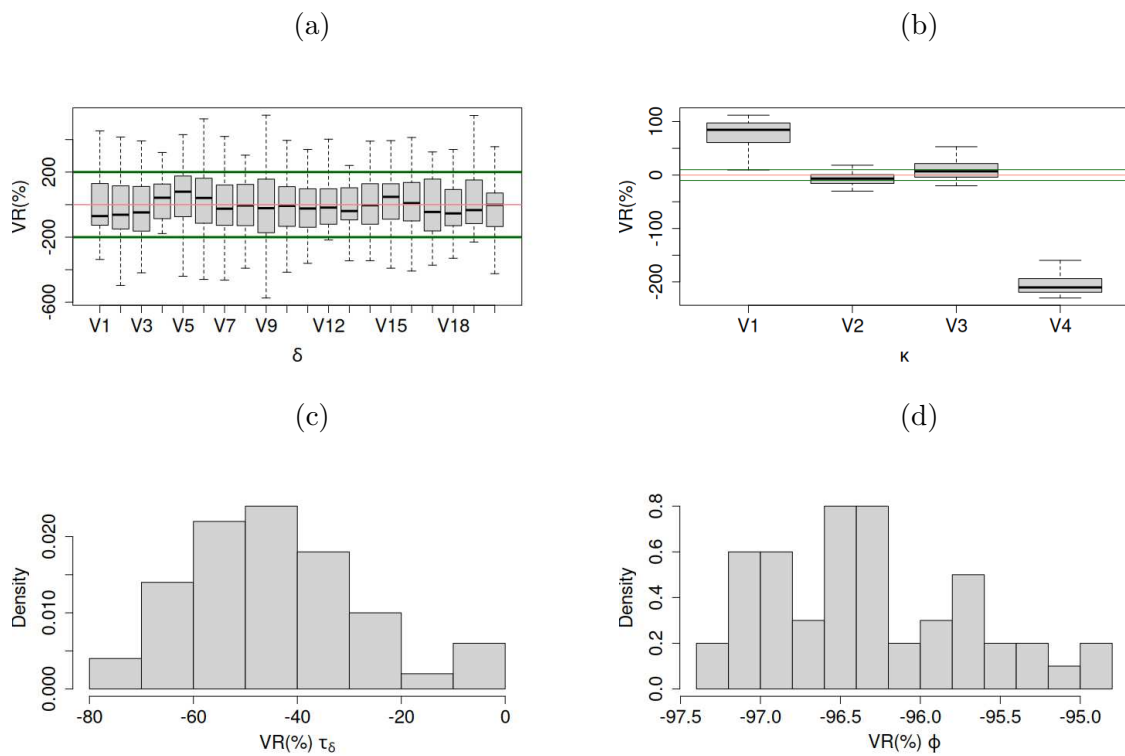 (a)
(b)
VR(%)
200
-200
-600
V1 V3 V5 V7 V9 V12 V15 V18
δ
VR(%)
100
0
-100
-200
V1 V2 V3 V4
κ
(c)
(d)
Density
0.020
0.010
0.000
-80 -60 -40 -20 0
VR(%) τδ
Density
0.8
0.6
0.4
0.2
0.0
-97.5 -97.0 -96.5 -96.0 -95.5 -95.0
VR(%) ϕ